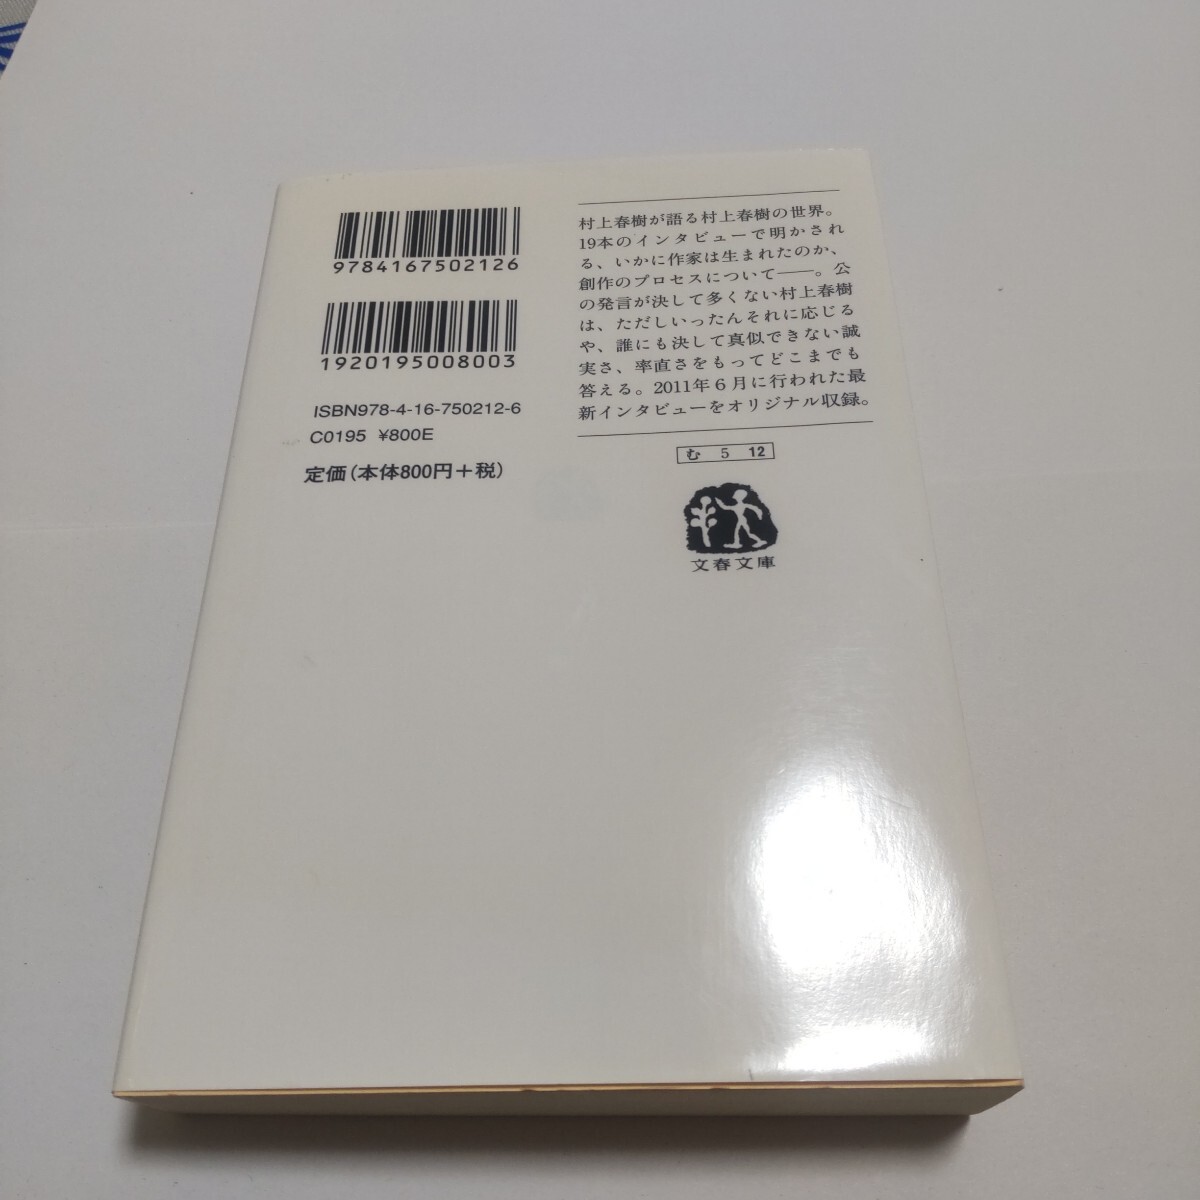 9784167502126
1920195008003
ISBN978-4-16-750212-6
C0195 ¥800E
定価(本体800円+税)
村上春樹が語る村上春樹の世界。
19本のインタビューで明かされ
る、いかに作家は生まれたのか、
創作のプロセスについて――。公
の発言が決して多くない村上春樹
は、ただしいったんそれに応じる
や、誰にも決して真似できない誠
実さ、率直さをもってどこまでも
答える。2011年6月に行われた最
新インタビューをオリジナル収録。
む 5 12
文春文庫